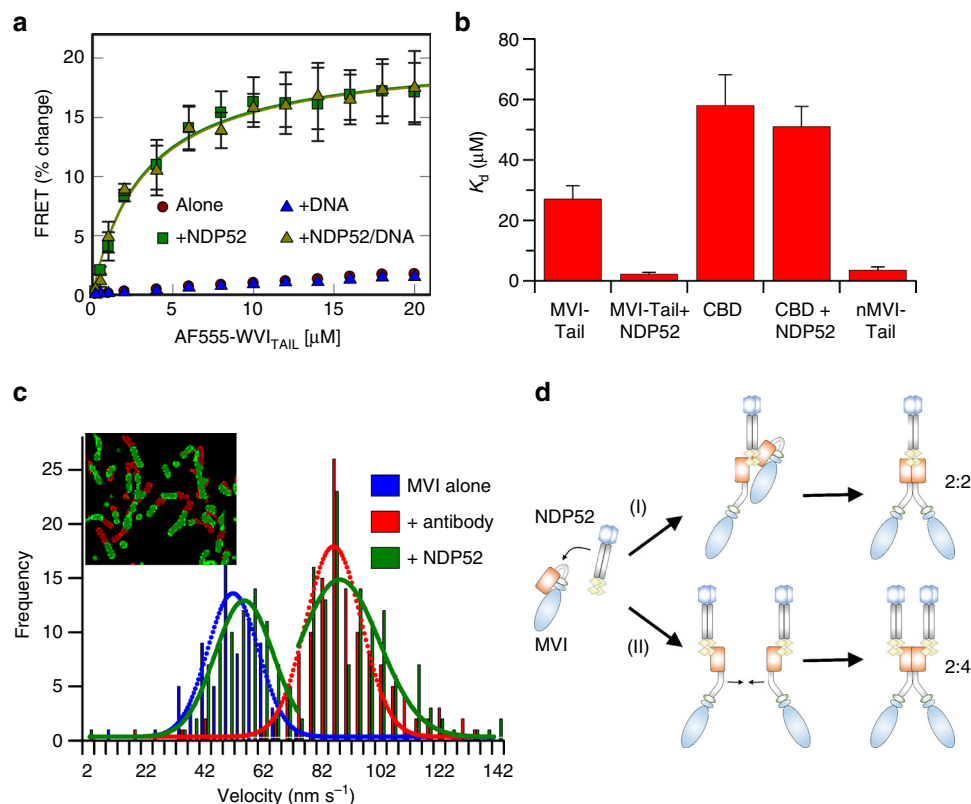 a
FRET (% change)
20
15
10
5
0
Alone
+DNA
+NDP52
+NDP52/DNA
0 5 10 15 20
AF555-WVITAIL [µM]
b
Kd (µM)
80
60
40
20
0
MVI-Tail
MVI-Tail+ NDP52
CBD
CBD + NDP52
nMVI-Tail
c
Frequency
25
20
15
10
5
0
MVI alone
+ antibody
+ NDP52
2 22 42 62 82 102 122 142
Velocity (nm s⁻¹)
d
NDP52
MVI
(I)
(II)
2:2
2:4